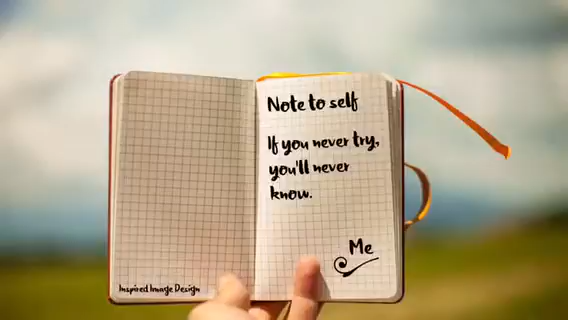 Note to self
If you never try,
you'll never
know.
Me
Inspired Image Design